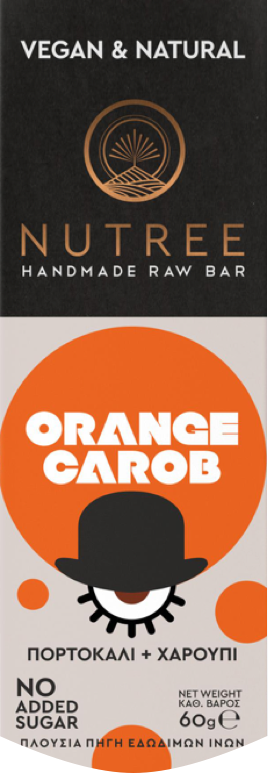 VEGAN & NATURAL
NUTREE
HANDMADE RAW BAR
ORANGE
CAROB
ΠΟΡΤΟΚΑΛΙ + ΧΑΡΟΥΠΙ
NO
ADDED
SUGAR
NET WEIGHT
ΚΑΘ. ΒΑΡΟΣ
60g ℮
ΠΛΟΥΣΙΑ ΠΗΓΗ ΕΔΩΔΙΜΩΝ ΙΝΩΝ